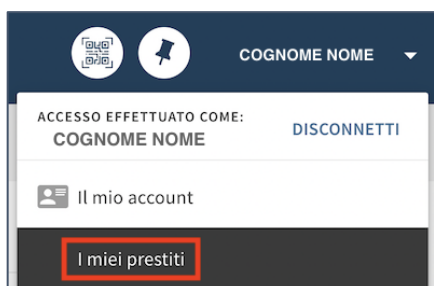 COGNOME NOME
ACCESSO EFFETTUATO COME:
COGNOME NOME
DISCONNETTI
Il mio account
I miei prestiti